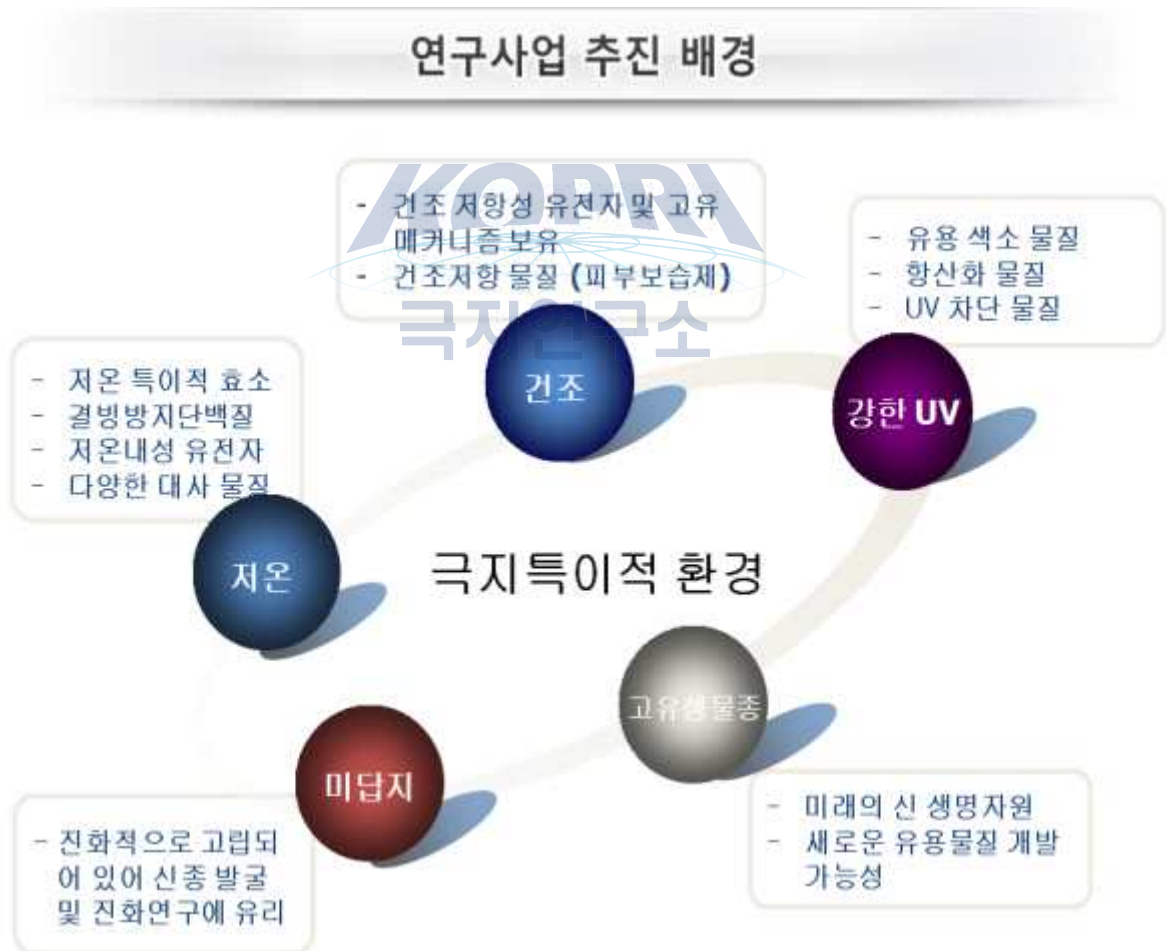 연구사업 추진 배경
KOPRI
극지연구소
- 건조 저항성 유전자 및 고유
메커니즘 보유
- 건조저항 물질 (피부보습제)
건조
- 유용 색소 물질
- 항산화 물질
- UV 차단 물질
강한 UV
- 저온 특이적 효소
- 결빙방지단백질
- 저온내성 유전자
- 다양한 대사 물질
저온
극지특이적 환경
고유생물종
- 미래의 신 생명자원
- 새로운 유용물질 개발
가능성
미답지
- 진화적으로 고립되
어 있어 신종 발굴
및 진화연구에 유리